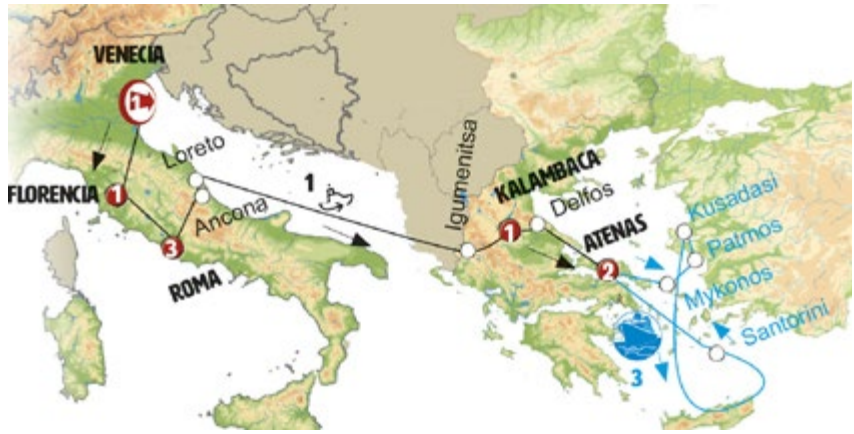 VENECIA
1
Loreto
FLORENCIA
1
Ancona
3
ROMA
1
Igumenitsa
KALAMBACA
1
Delfos
ATENAS
2
Kusadasi
Patmos
Mykonos
Santorini
3